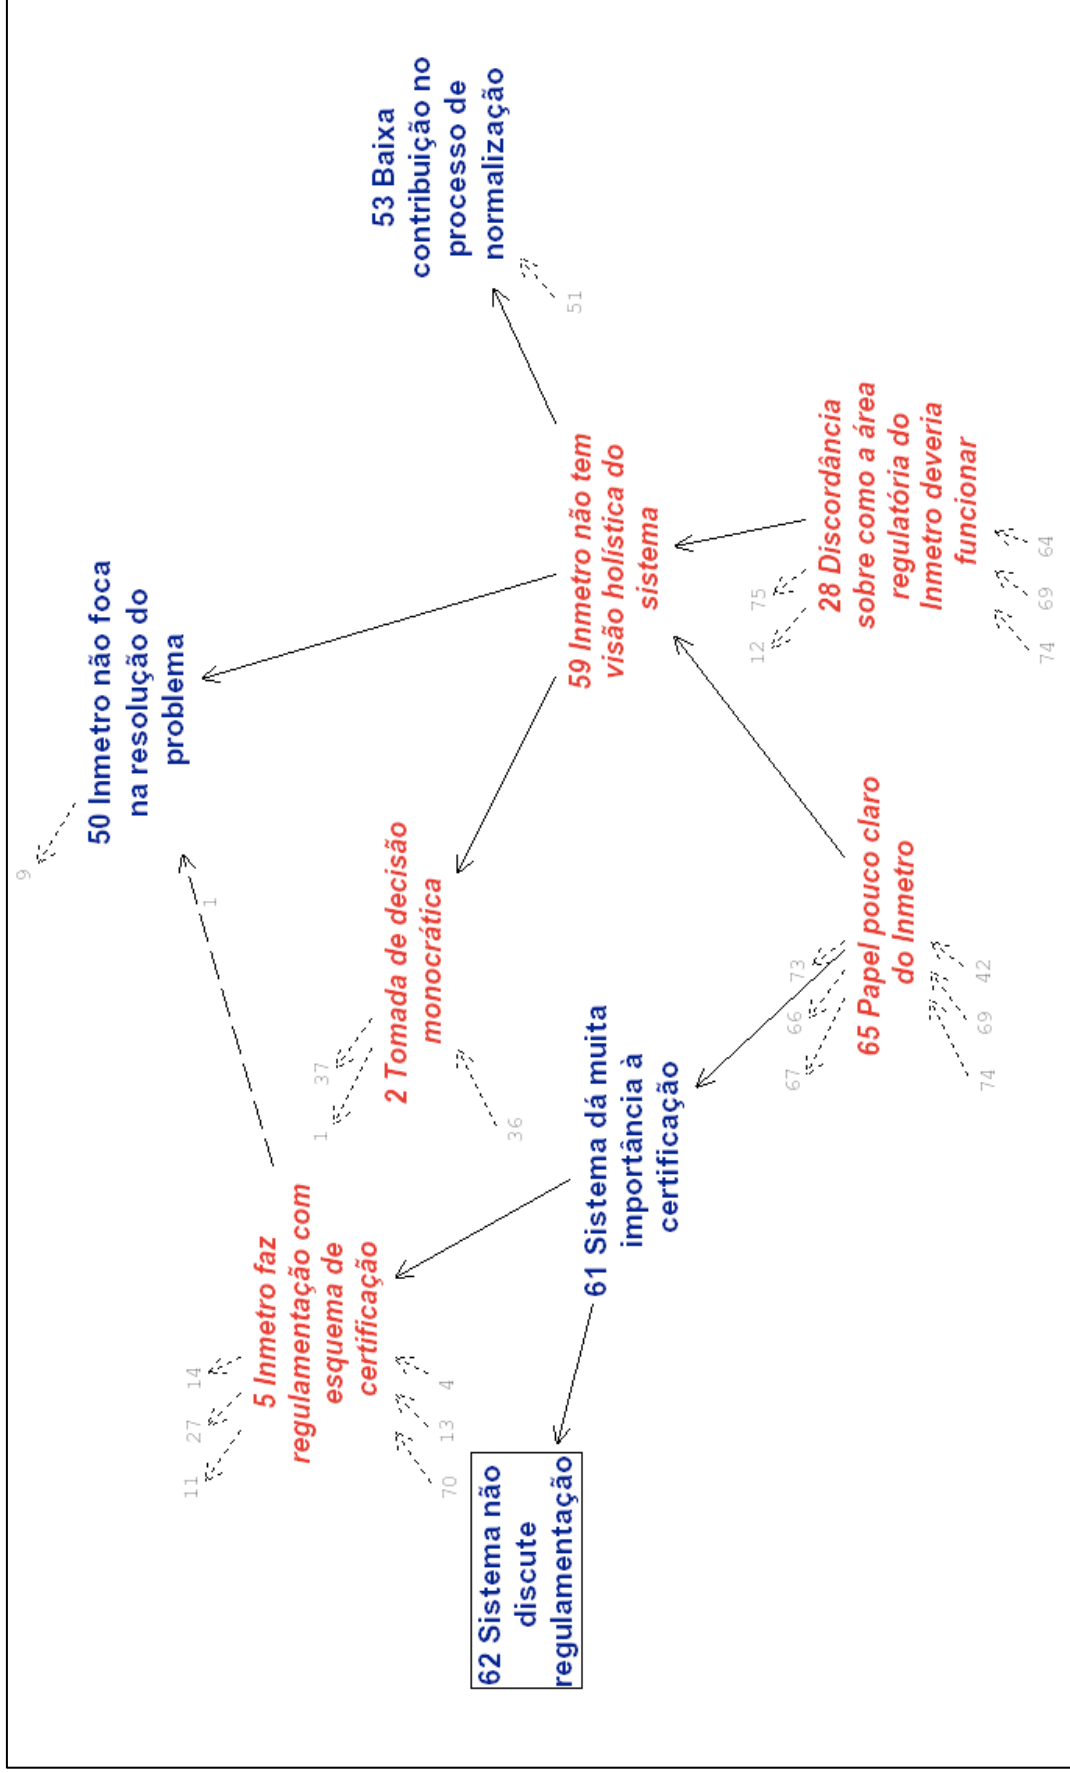 9
50 Inmetro não foca
na resolução do
problema
11
27
14
5 Inmetro faz
regulamentação com
esquema de
certificação
70
13
4
1
1
37
2 Tomada de decisão
monocrática
36
53 Baixa
contribuição no
processo de
normalização
51
62 Sistema não
discute
regulamentação
61 Sistema dá muita
importância à
certificação
59 Inmetro não tem
visão holística do
sistema
67
66
73
65 Papel pouco claro
do Inmetro
74
69
42
12
75
28 Discordância
sobre como a área
regulatória do
Inmetro deveria
funcionar
74
69
64